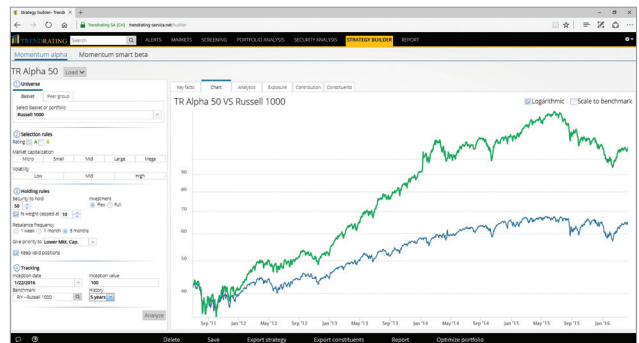 Strategy builder - Trendr
Trendrating SA [CH] trendrating-service.net/builder
TRENDRATING Search ALERTS MARKETS SCREENING PORTFOLIO ANALYSIS SECURITY ANALYSIS STRATEGY BUILDER REPORT
Momentum alpha Momentum smart beta
TR Alpha 50 Load
1 Universe
Basket Peer group
Select basket or portfolio
Russell 1000
2 Selection rules
Rating A B
Market capitalization
Micro Small Mid Large Mega
Volatility
Low Mid High
3 Holding rules
Security to hold Investment
50 Flex Full
% weight capped at 10
Rebalance frequency
1 week 1 month 3 months
Give priority to Lower Mkt. Cap.
Keep valid positions
4 Tracking
Inception date Inception value
1/22/2016 100
Benchmark History
RIY - Russell 1000 5 years
Analyze
Key facts Chart Analytics Exposure Contribution Constituents
TR Alpha 50 VS Russell 1000
Logarithmic Scale to benchmark
90
80
70
60
50
40
Sep '11 Jan '12 May '12 Sep '12 Jan '13 May '13 Sep '13 Jan '14 May '14 Sep '14 Jan '15 May '15 Sep '15 Jan '16
Delete Save Export strategy Export constituents Report Optimize portfolio